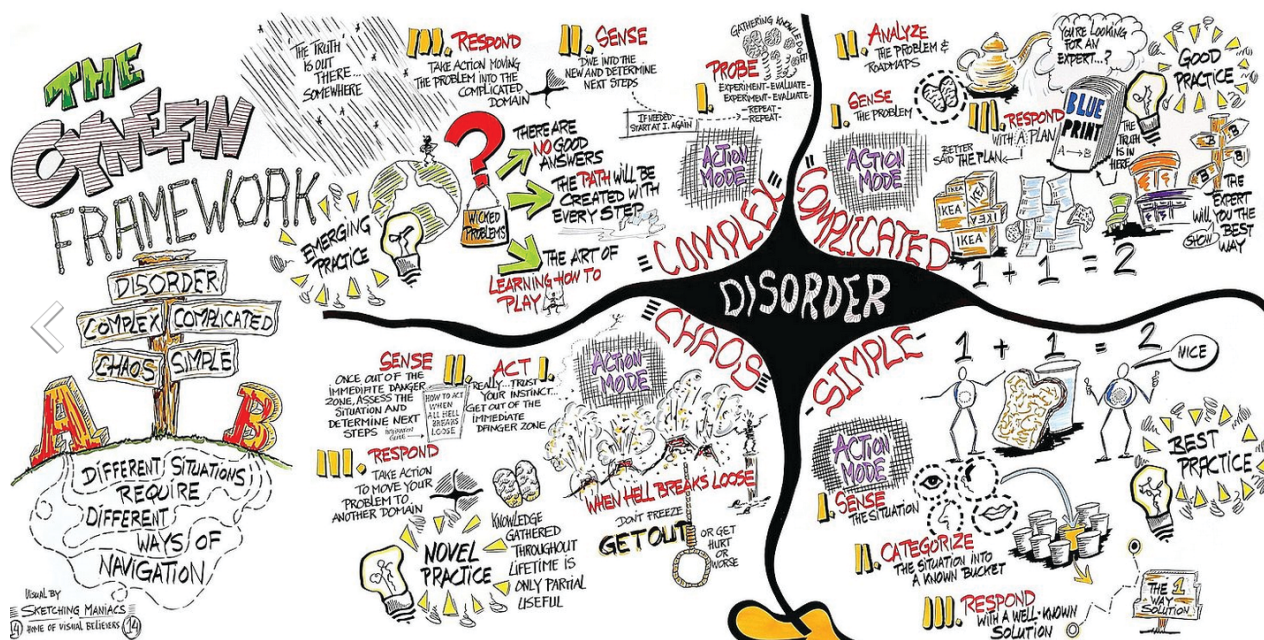 THE
CYNEFIN
FRAMEWORK
DISORDER
COMPLEX
COMPLICATED
CHAOS
SIMPLE
A
B
DIFFERENT SITUATIONS
REQUIRE
DIFFERENT
WAYS OF
NAVIGATION
VISUAL BY
SKETCHING MANIACS
14 HOME OF VISUAL BELIEVERS 14
THE TRUTH
IS OUT
THERE...
SOMEWHERE
III. RESPOND
TAKE ACTION MOVING
THE PROBLEM INTO THE
COMPLICATED
DOMAIN
II. SENSE
DIVE INTO THE
NEW AND DETERMINE
NEXT STEPS
IF NEEDED
START AT I. AGAIN
GATHERING KNOWLEDGE
I. PROBE
EXPERIMENT-EVALUATE-
EXPERIMENT-EVALUATE-
-REPEAT-
-REPEAT-
ACTION
MODE
?
WICKED
PROBLEMS
THERE ARE
NO GOOD
ANSWERS
THE PATH WILL BE
CREATED WITH
EVERY STEP
THE ART OF
LEARNING-HOW TO
PLAY
EMERGING
PRACTICE
=COMPLEX=
II. ANALYZE
THE PROBLEM &
ROADMAPS
I. SENSE
THE PROBLEM
III. RESPOND
WITH A PLAN
BETTER
SAID THE PLAN
ACTION
MODE
YOU'RE LOOKING
FOR AN
EXPERT...?
BLUE
PRINT
A → B
THE
TRUTH
IS IN
HERE
GOOD
PRACTICE
B
B
B
IKEA
IKEA
IKEA
IKEA
THE
EXPERT
WILL SHOW YOU THE
BEST
WAY
1 + 1 = 2
COMPLICATED
DISORDER
=CHAOS=
ACTION
MODE
I. ACT
REALLY...TRUST
YOUR INSTINCT...
GET OUT OF THE
IMMEDIATE
DANGER ZONE
HOW TO ACT
WHEN
ALL HELL
BREAKS
LOOSE
II. SENSE
ONCE OUT OF THE
IMMEDIATE DANGER
ZONE, ASSESS THE
SITUATION AND
DETERMINE NEXT
STEPS
III. RESPOND
TAKE ACTION
TO MOVE YOUR
PROBLEM TO
ANOTHER DOMAIN
NOVEL
PRACTICE
KNOWLEDGE
GATHERED
THROUGHOUT
LIFETIME IS
ONLY PARTIAL
USEFUL
WHEN HELL BREAKS LOOSE
DON'T FREEZE
GET OUT
OR GET
HURT
OR
WORSE
-SIMPLE-
1 + 1 = 2
NICE
ACTION
MODE
I. SENSE
THE SITUATION
II. CATEGORIZE
THE SITUATION INTO
A KNOWN BUCKET
III. RESPOND
WITH A WELL-KNOWN
SOLUTION
BEST
PRACTICE
THE 1
WAY
SOLUTION